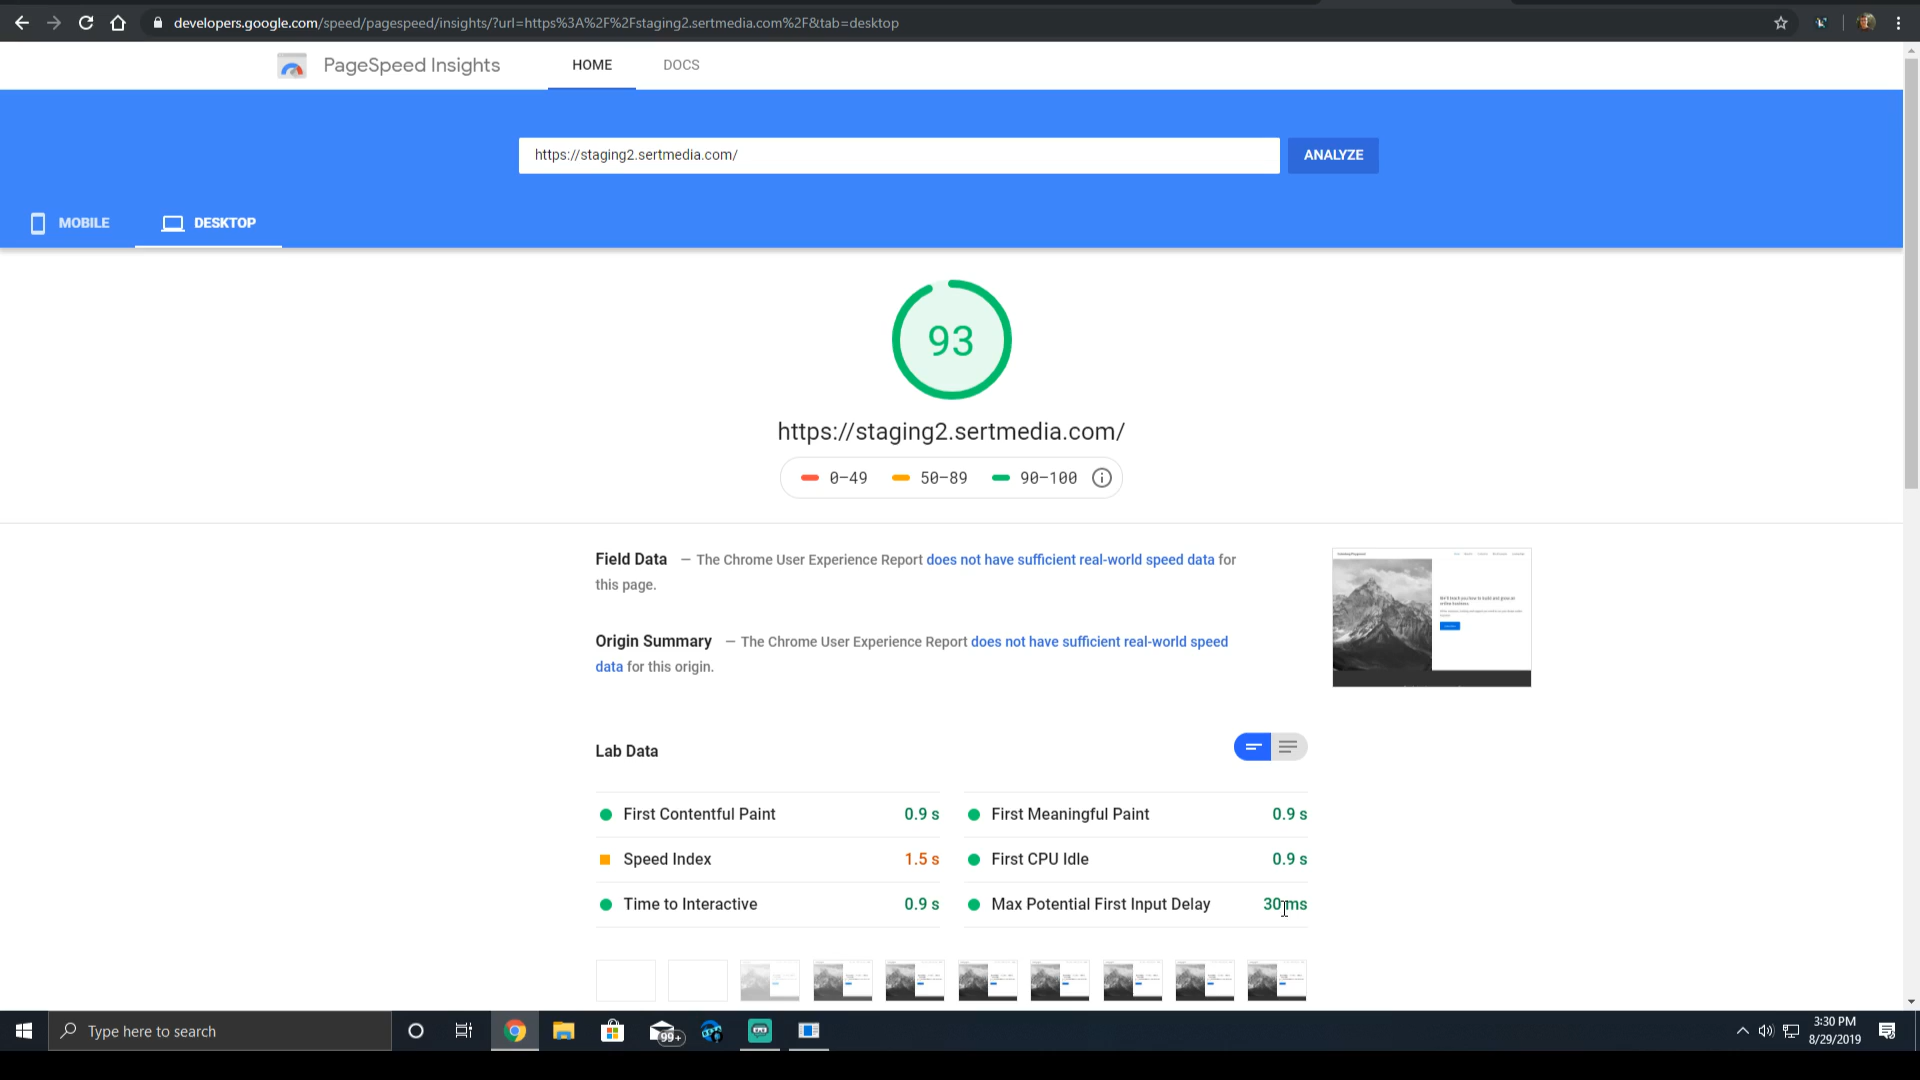 developers.google.com/speed/pagespeed/insights/?url=https%3A%2F%2Fstaging2.sertmedia.com%2F&tab=desktop
PageSpeed Insights
HOME
DOCS
https://staging2.sertmedia.com/
ANALYZE
MOBILE
DESKTOP
93
https://staging2.sertmedia.com/
0–49
50–89
90–100
Field Data — The Chrome User Experience Report does not have sufficient real-world speed data for
this page.
Origin Summary — The Chrome User Experience Report does not have sufficient real-world speed
data for this origin.
Lab Data
First Contentful Paint 0.9 s
First Meaningful Paint 0.9 s
Speed Index 1.5 s
First CPU Idle 0.9 s
Time to Interactive 0.9 s
Max Potential First Input Delay 30 ms
Type here to search
99+
3:30 PM
8/29/2019